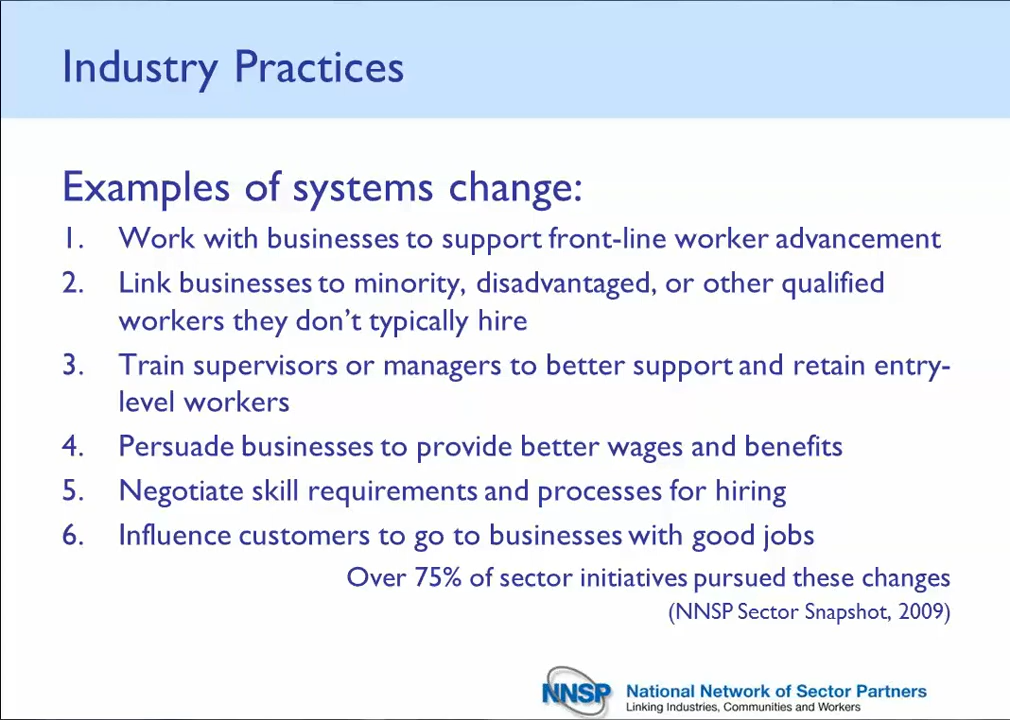 Industry Practices
Examples of systems change:
1. Work with businesses to support front-line worker advancement
2. Link businesses to minority, disadvantaged, or other qualified
workers they don't typically hire
3. Train supervisors or managers to better support and retain entry-
level workers
4. Persuade businesses to provide better wages and benefits
5. Negotiate skill requirements and processes for hiring
6. Influence customers to go to businesses with good jobs
Over 75% of sector initiatives pursued these changes
(NNSP Sector Snapshot, 2009)
NNSP National Network of Sector Partners
Linking Industries, Communities and Workers